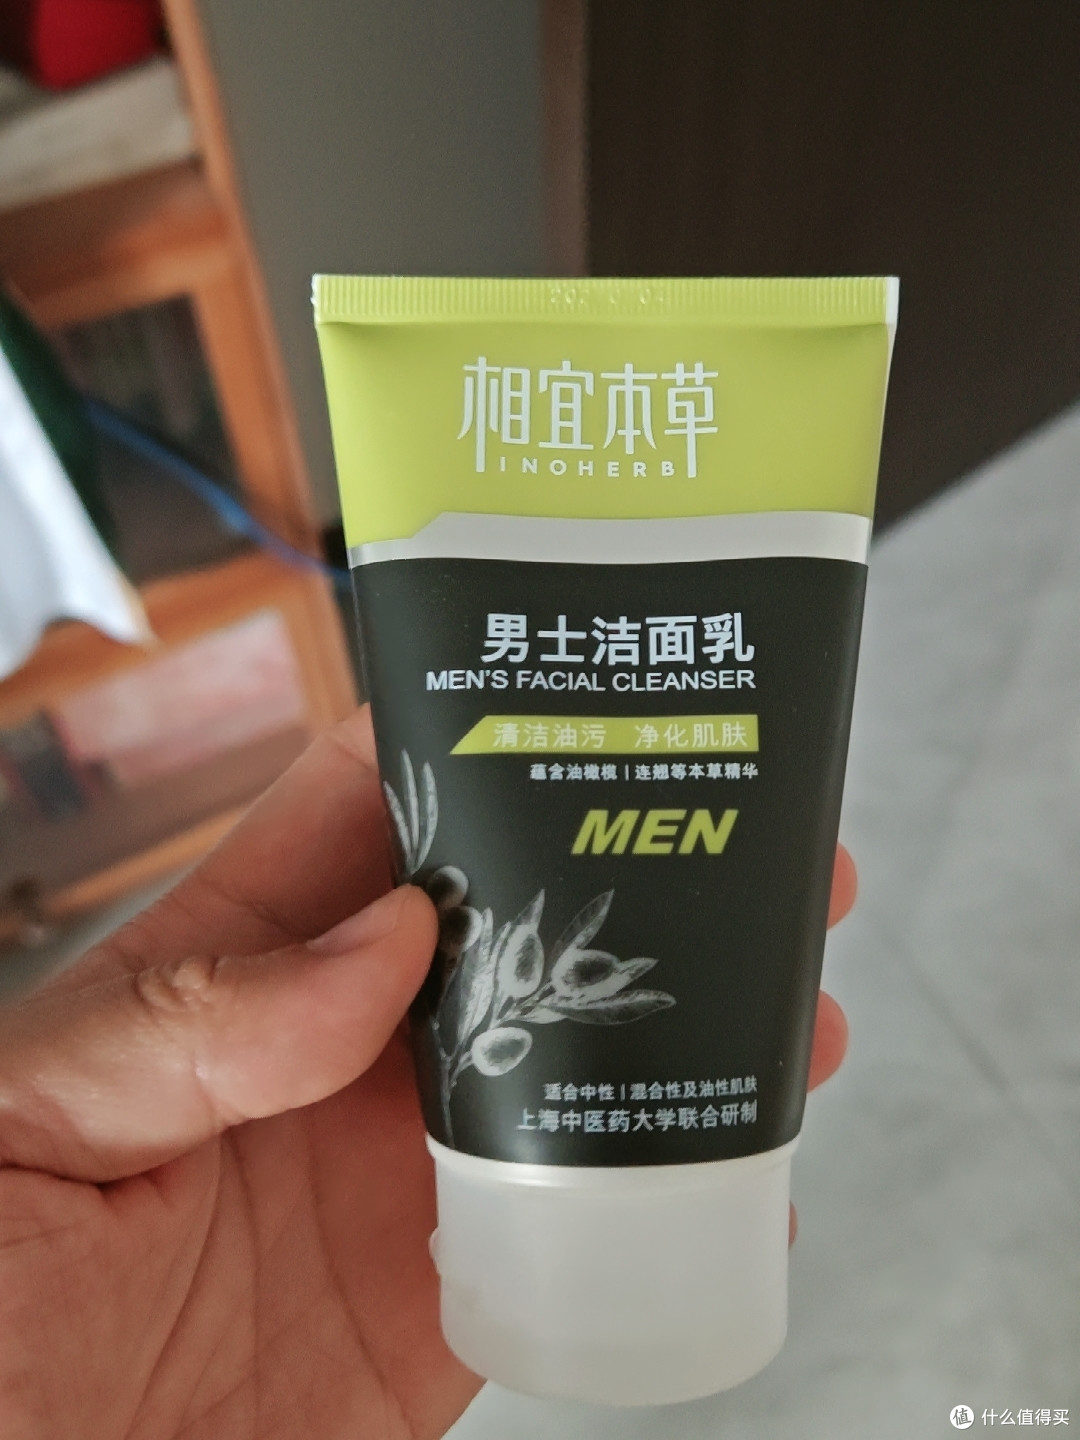 相宜本草
INOHERB
男士洁面乳
MEN'S FACIAL CLEANSER
清洁油污 净化肌肤
蕴含油橄榄 | 连翘等本草精华
MEN
适合中性 | 混合性及油性肌肤
上海中医药大学联合研制
值 什么值得买